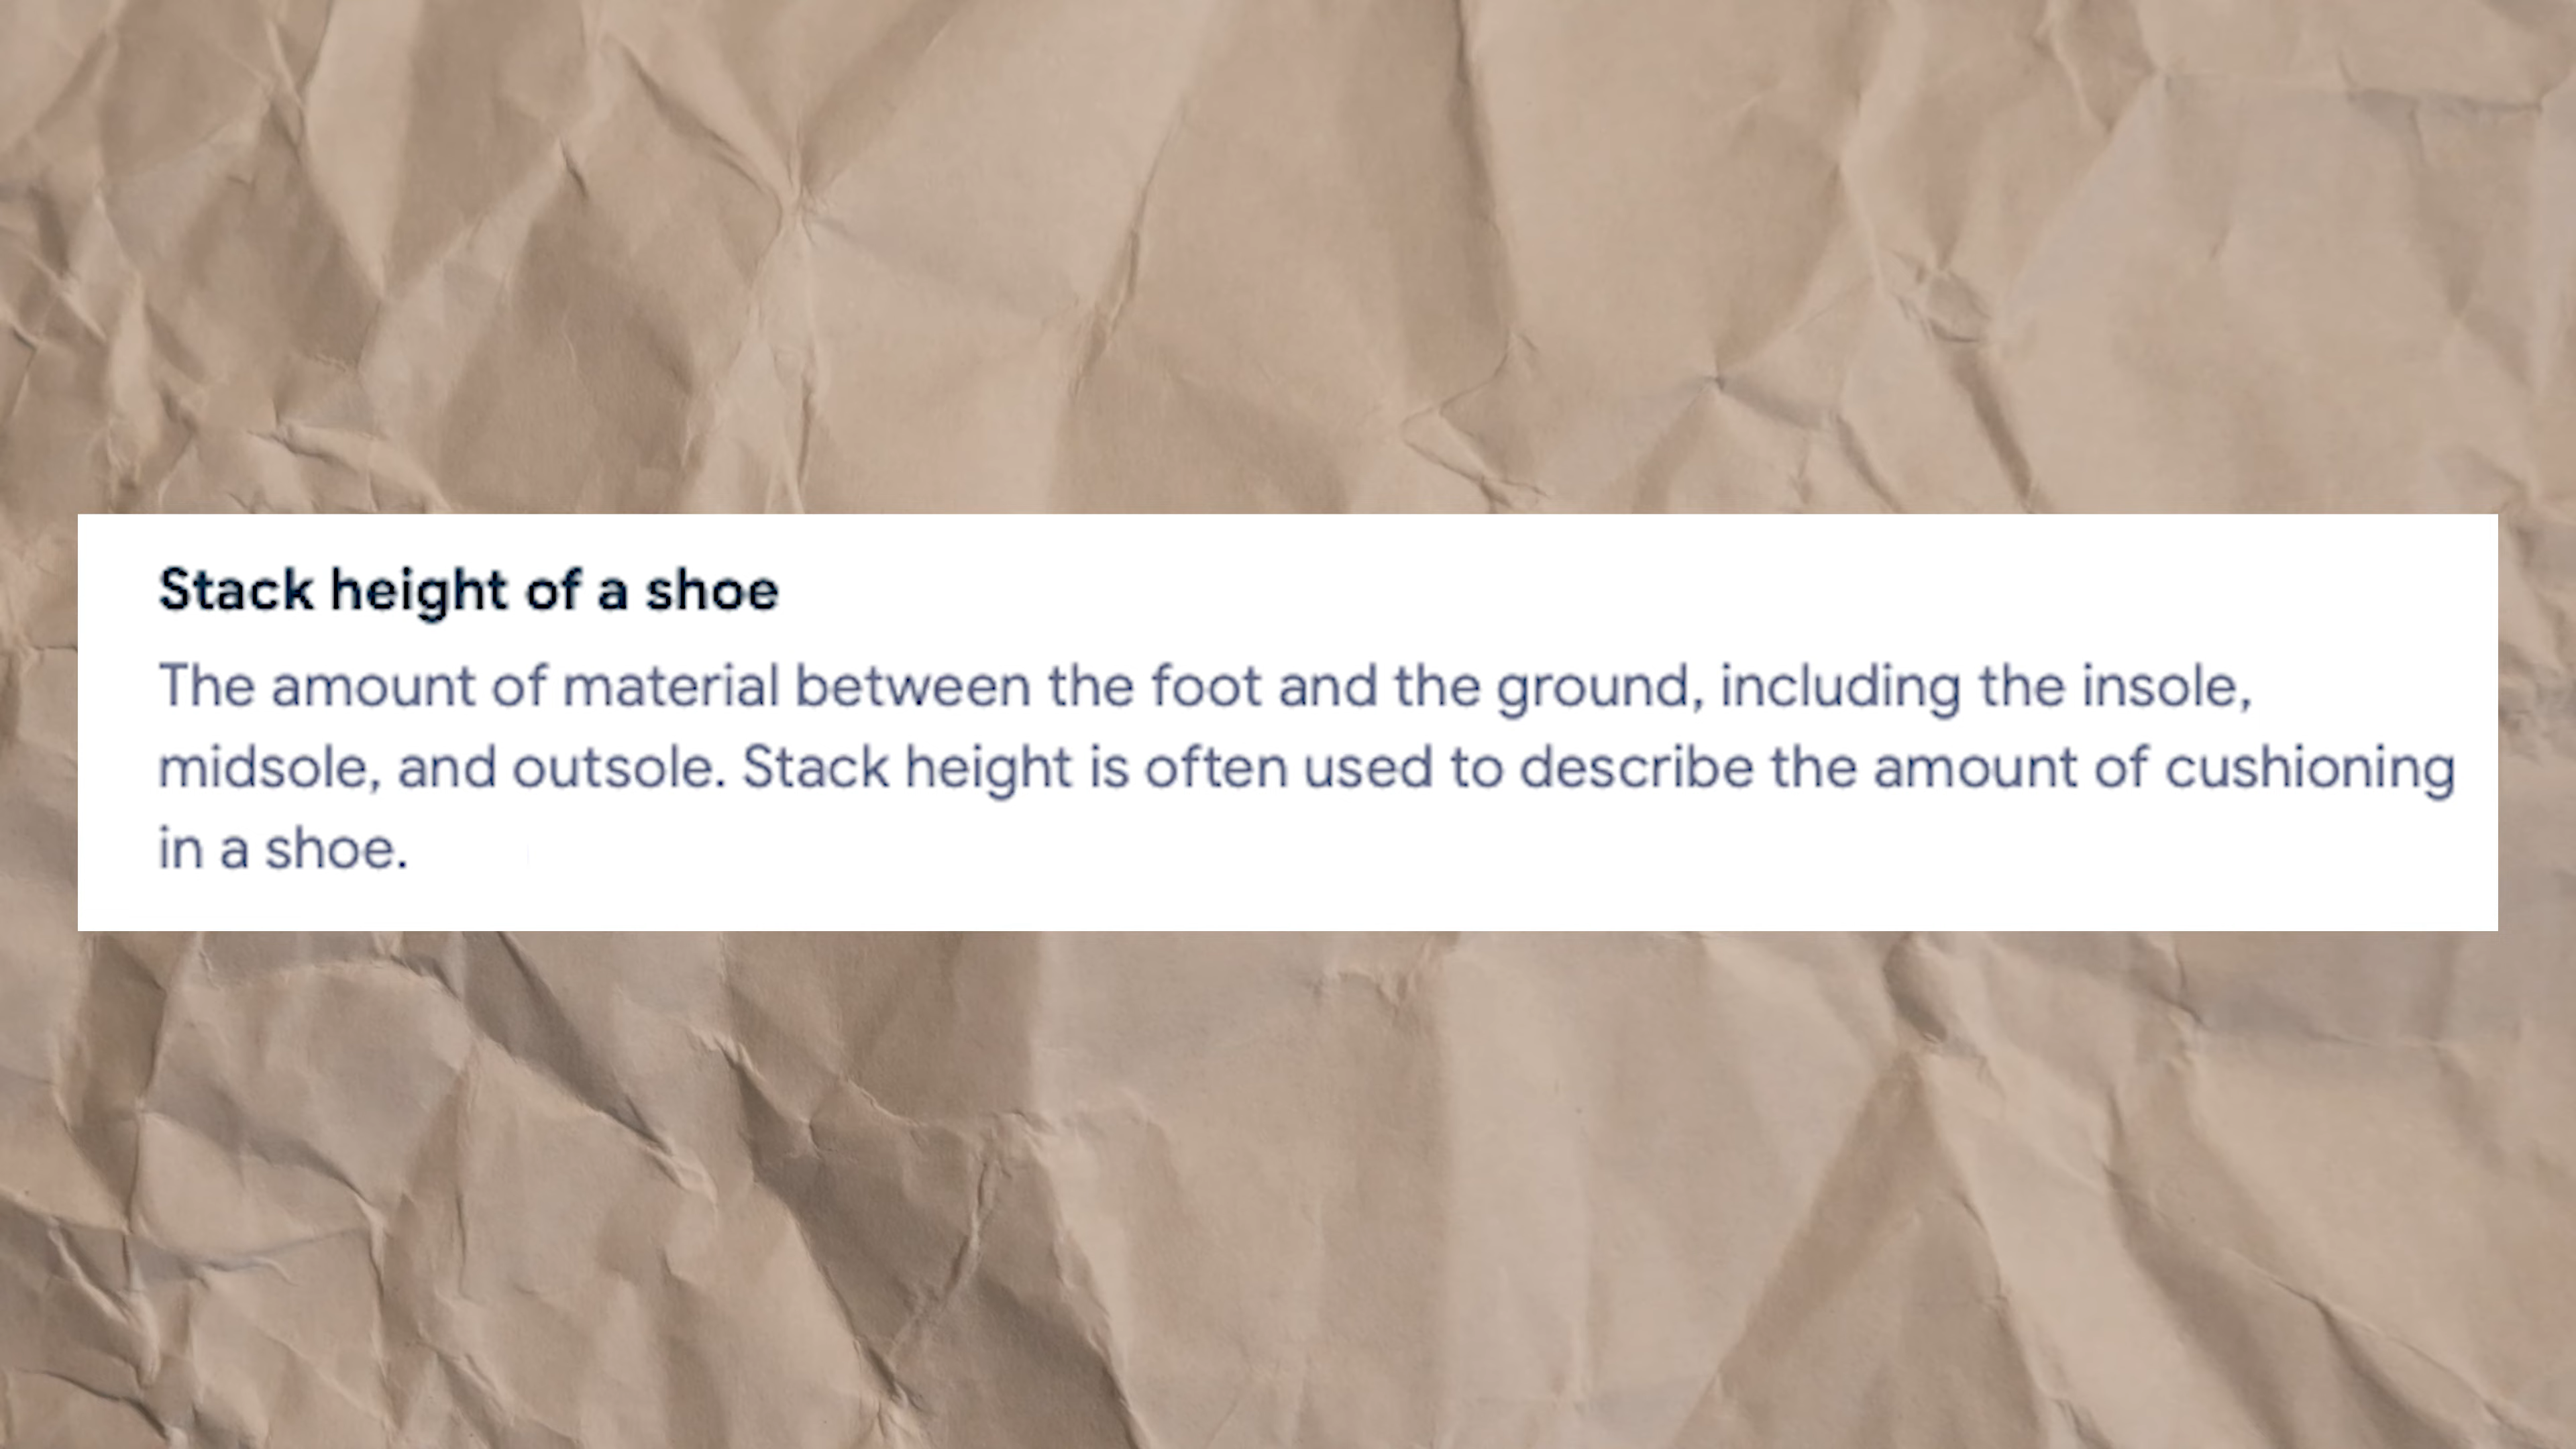 Stack height of a shoe
The amount of material between the foot and the ground, including the insole,
midsole, and outsole. Stack height is often used to describe the amount of cushioning
in a shoe.